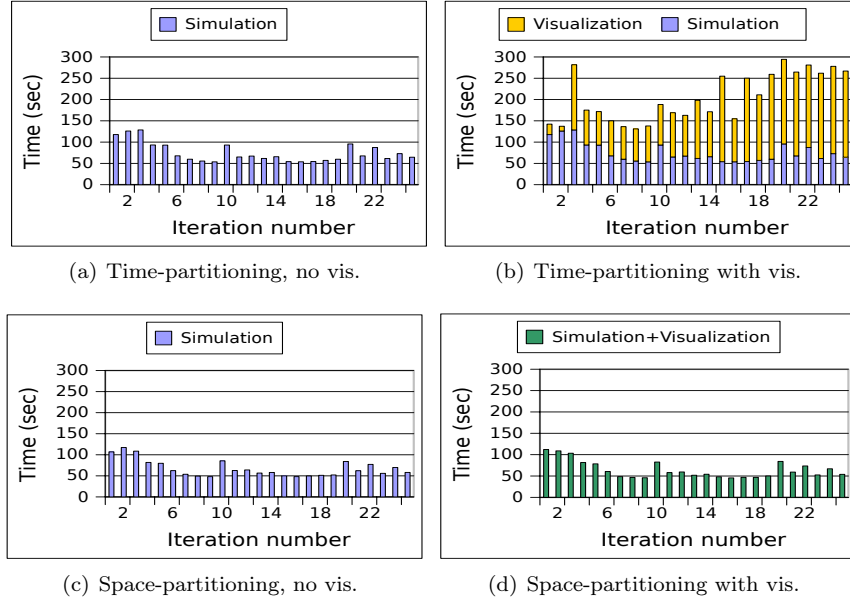 Simulation
Time (sec)
300
250
200
150
100
50
0
2 6 10 14 18 22
Iteration number
(a) Time-partitioning, no vis.
Visualization Simulation
Time (sec)
300
250
200
150
100
50
0
2 6 10 14 18 22
Iteration number
(b) Time-partitioning with vis.
Simulation
Time (sec)
300
250
200
150
100
50
0
2 6 10 14 18 22
Iteration number
(c) Space-partitioning, no vis.
Simulation+Visualization
Time (sec)
300
250
200
150
100
50
0
2 6 10 14 18 22
Iteration number
(d) Space-partitioning with vis.